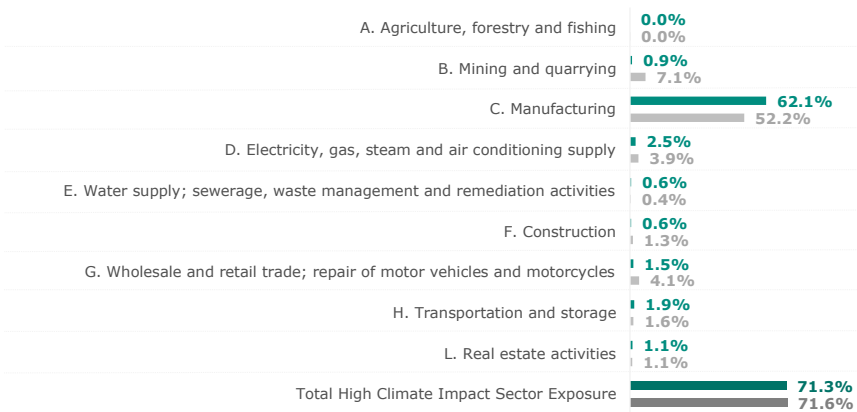 A. Agriculture, forestry and fishing
0.0%
0.0%
B. Mining and quarrying
0.9%
7.1%
C. Manufacturing
62.1%
52.2%
D. Electricity, gas, steam and air conditioning supply
2.5%
3.9%
E. Water supply; sewerage, waste management and remediation activities
0.6%
0.4%
F. Construction
0.6%
1.3%
G. Wholesale and retail trade; repair of motor vehicles and motorcycles
1.5%
4.1%
H. Transportation and storage
1.9%
1.6%
L. Real estate activities
1.1%
1.1%
Total High Climate Impact Sector Exposure
71.3%
71.6%